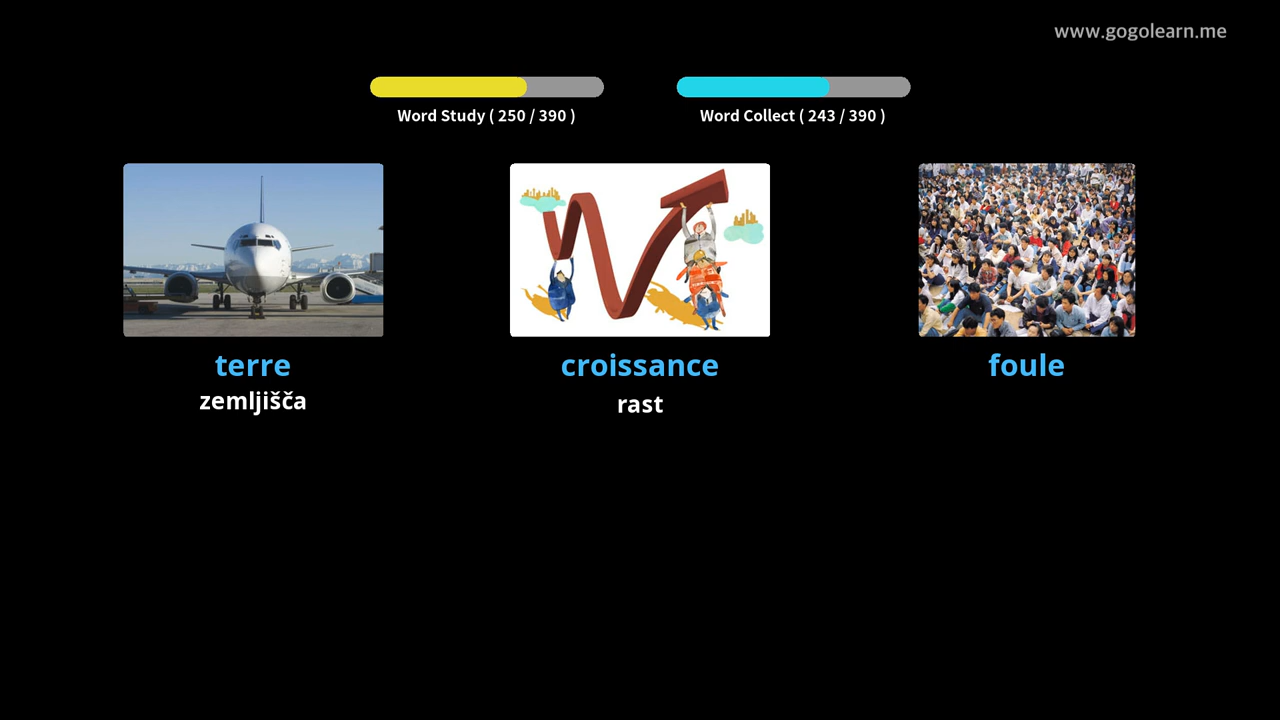 www.gogolearn.me
Word Study ( 250 / 390 )
Word Collect ( 243 / 390 )
terre
croissance
foule
zemljišča
rast